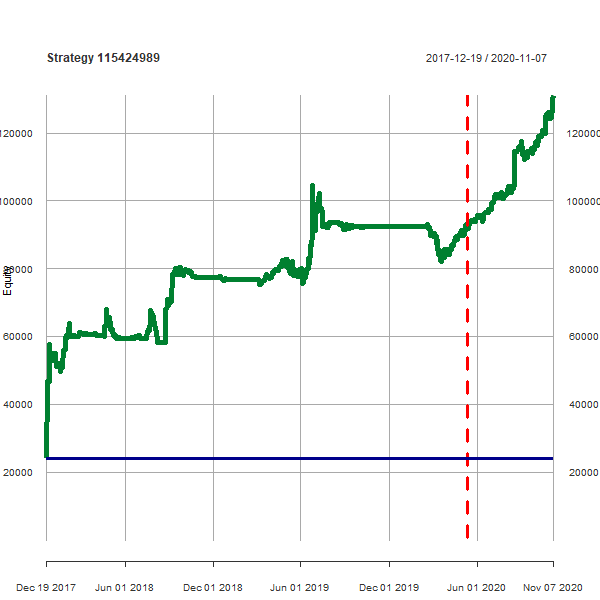 Strategy 115424989
2017-12-19 / 2020-11-07
120000
120000
100000
100000
80000
80000
Equity
60000
60000
40000
40000
20000
20000
Dec 19 2017
Jun 01 2018
Dec 01 2018
Jun 01 2019
Dec 01 2019
Jun 01 2020
Nov 07 2020